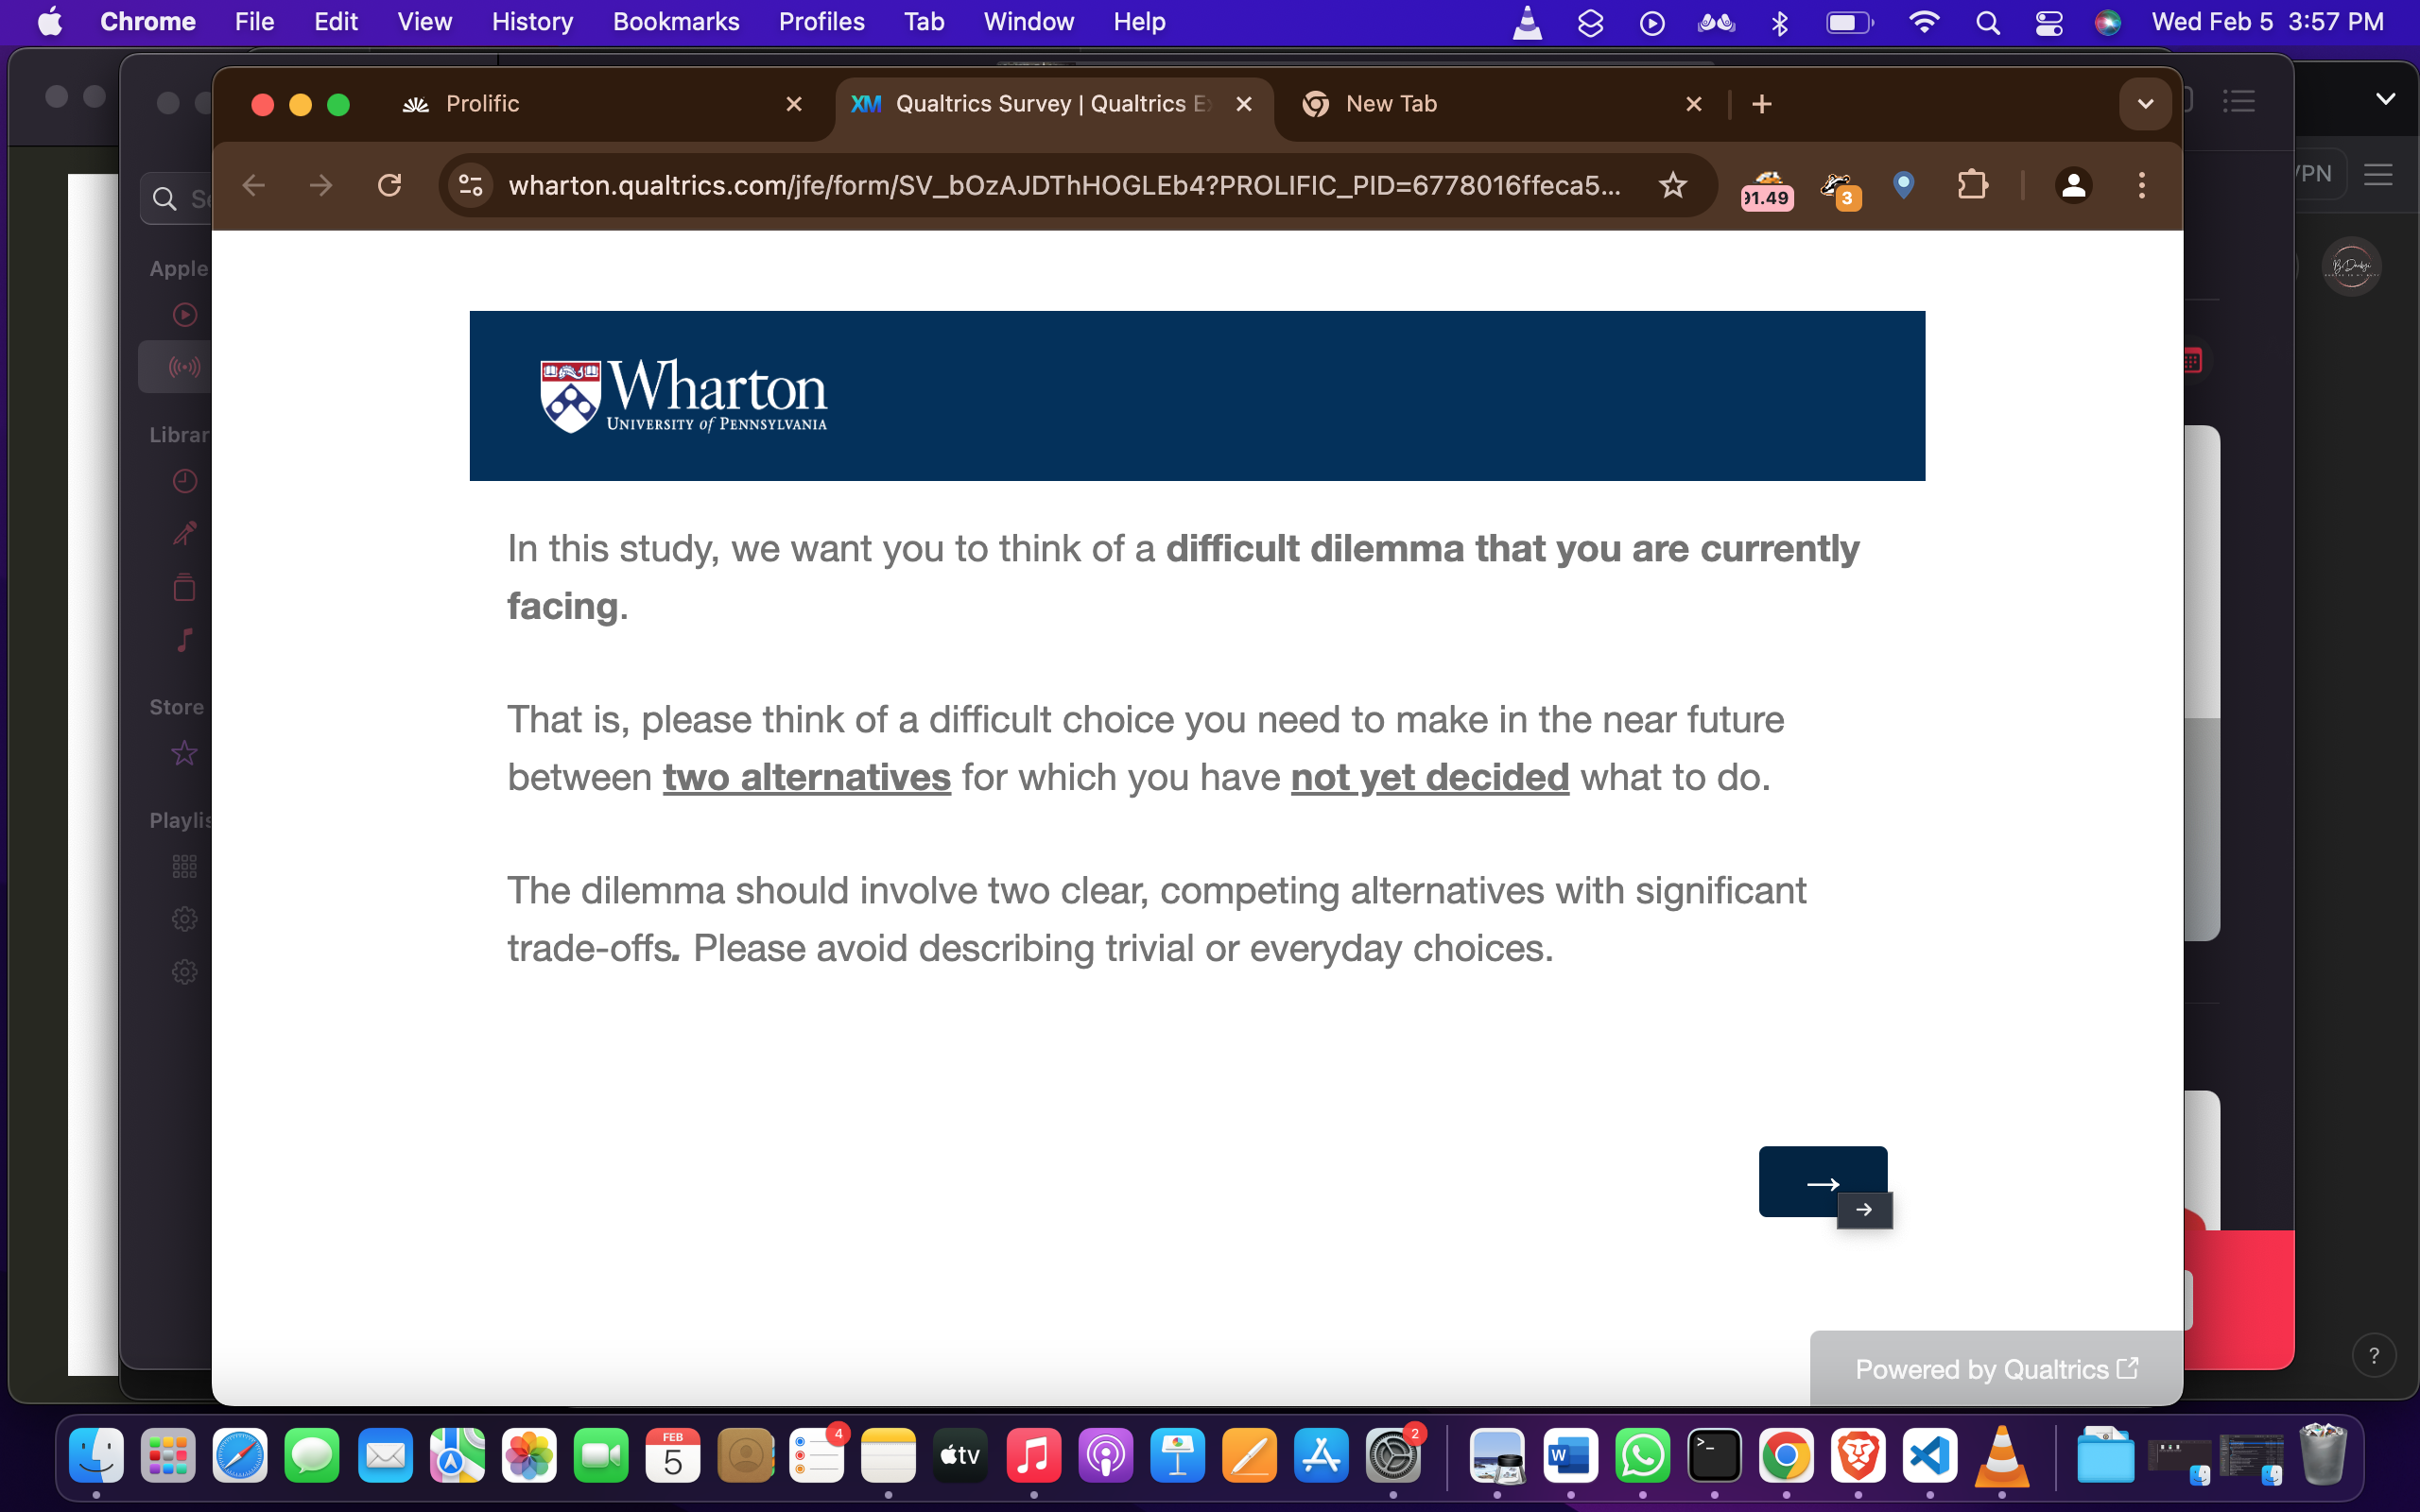 Chrome File Edit View History Bookmarks Profiles Tab Window Help Wed Feb 5 3:57 PM
Prolific
Qualtrics Survey | Qualtrics
New Tab
wharton.qualtrics.com/jfe/form/SV_bOzAJDThHOGLEb4?PROLIFIC_PID=6778016ffeca5...
91.49
3
VPN
Apple
Librar
Store
Playlis
Wharton
UNIVERSITY of PENNSYLVANIA
In this study, we want you to think of a difficult dilemma that you are currently
facing.
That is, please think of a difficult choice you need to make in the near future
between two alternatives for which you have not yet decided what to do.
The dilemma should involve two clear, competing alternatives with significant
trade-offs. Please avoid describing trivial or everyday choices.
→
→
Powered by Qualtrics
?
FEB
5
4
tv
2
W
>_